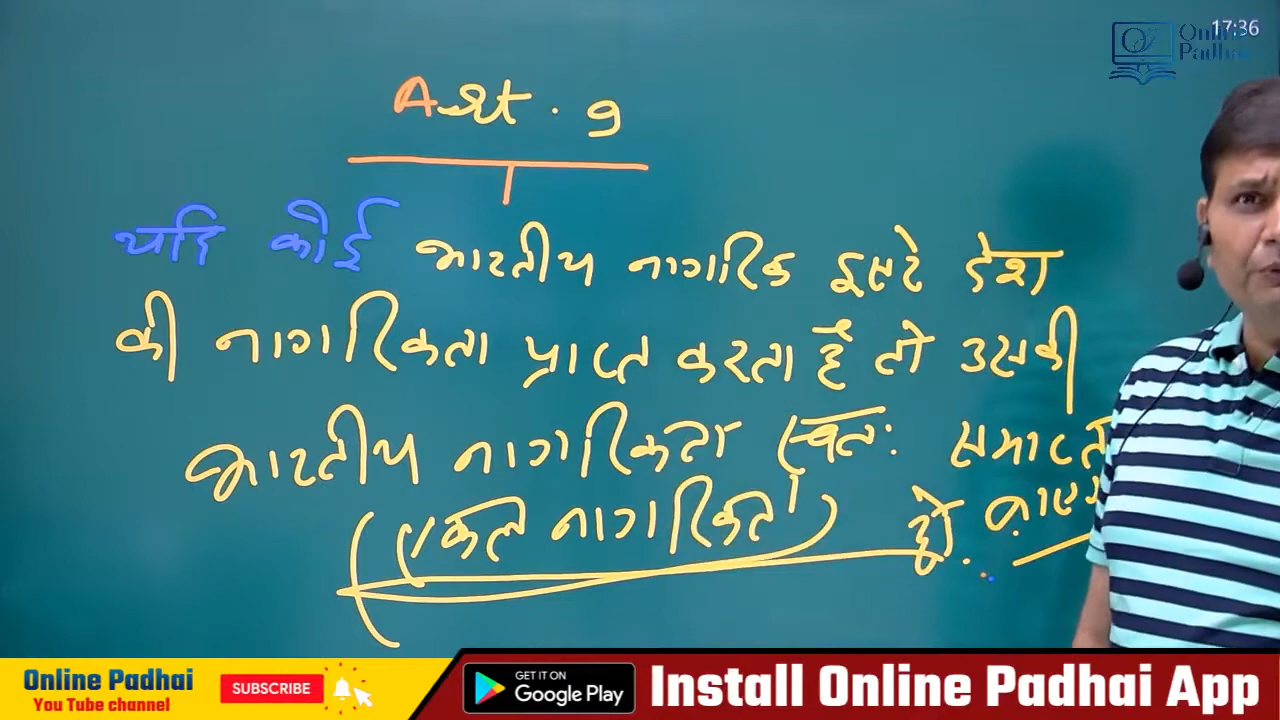 17:36
Online
Padhai
Art. 9
यदि कोई भारतीय नागरिक दूसरे देश
की नागरिकता प्राप्त करता है तो उसकी
भारतीय नागरिकता स्वतः समाप्त
(एकल नागरिकता) हो जाए
Online Padhai
You Tube channel
SUBSCRIBE
GET IT ON
Google Play
Install Online Padhai App